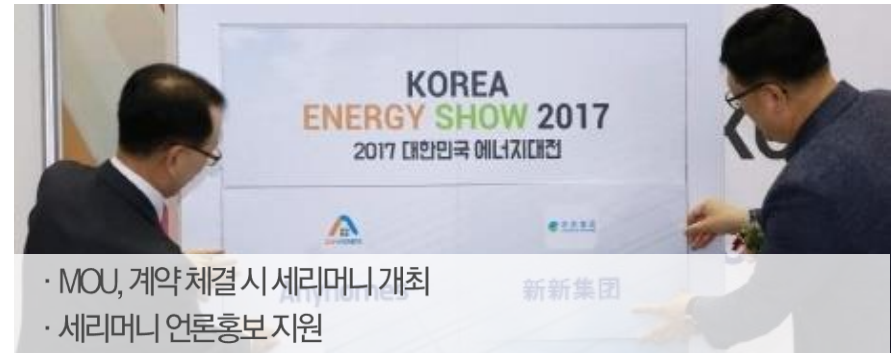 KOREA
ENERGY SHOW 2017
2017 대한민국 에너지대전
Anyhomes
新新集团
· MOU, 계약 체결 시 세리머니 개최
· 세리머니 언론홍보 지원